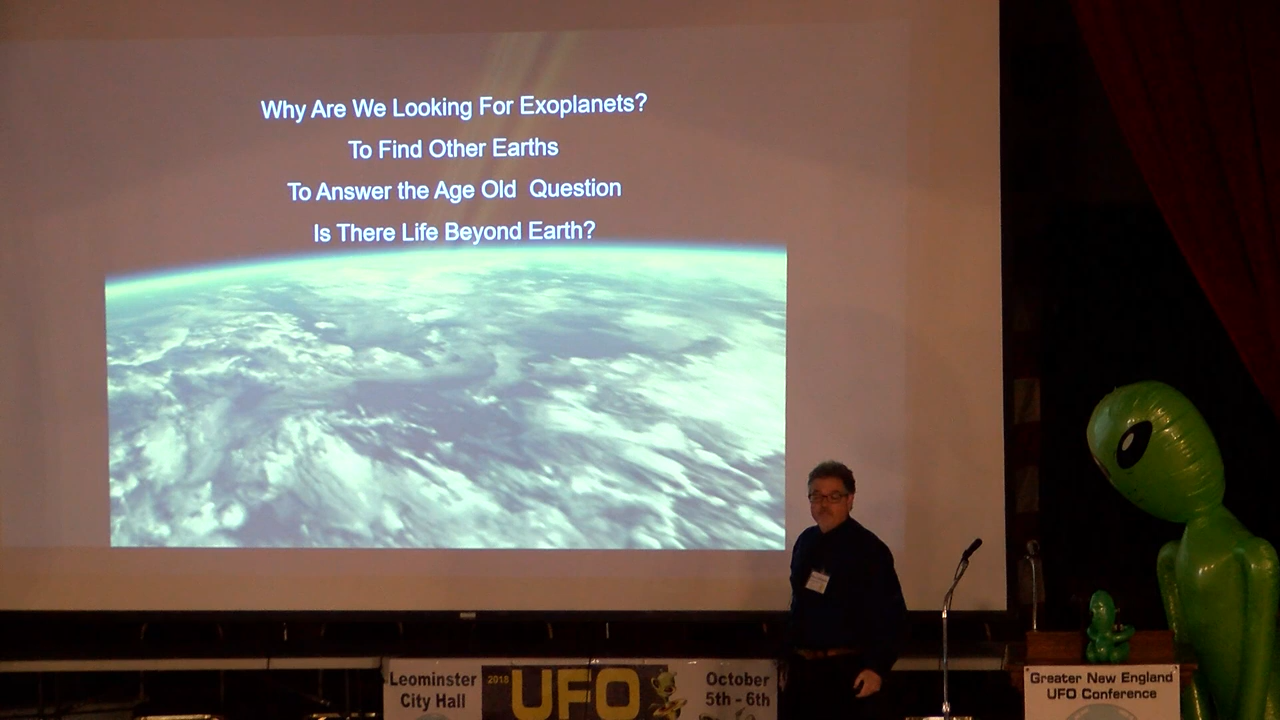 Why Are We Looking For Exoplanets?
To Find Other Earths
To Answer the Age Old  Question
Is There Life Beyond Earth?
Leominster
City Hall
2018
UFO
October
5th - 6th
Greater New England
UFO Conference